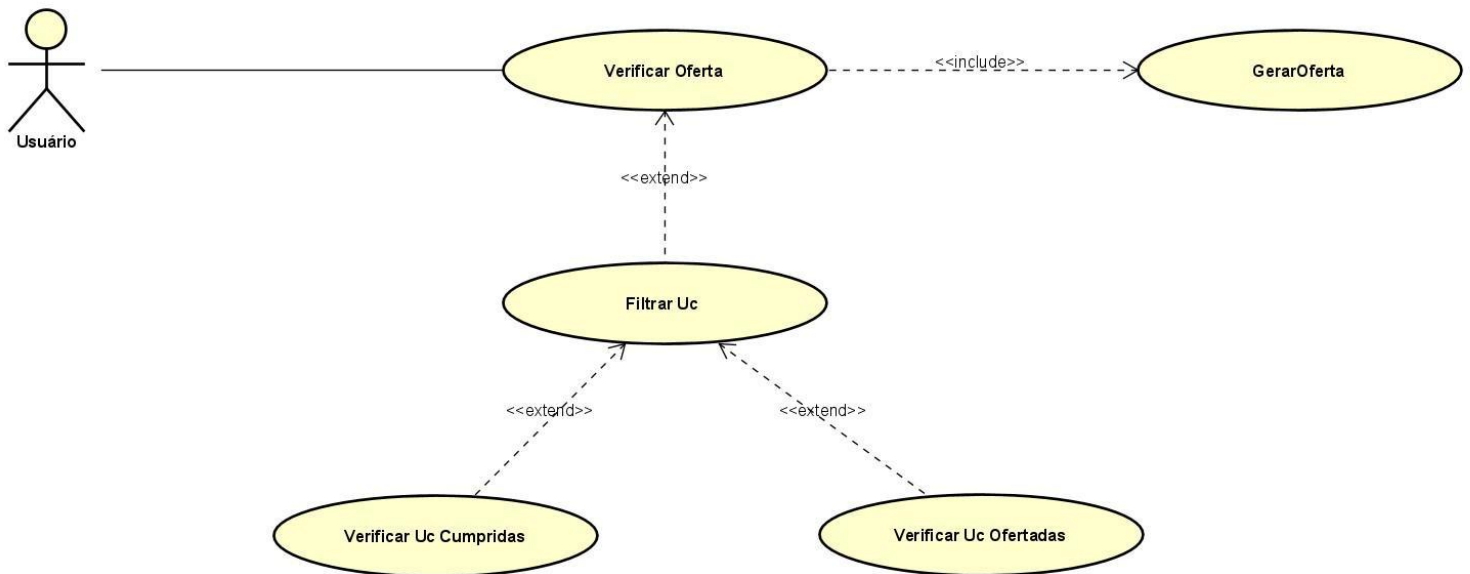 Usuário
Verificar Oferta
<<include>>
GerarOferta
<<extend>>
Filtrar Uc
<<extend>>
<<extend>>
Verificar Uc Cumpridas
Verificar Uc Ofertadas